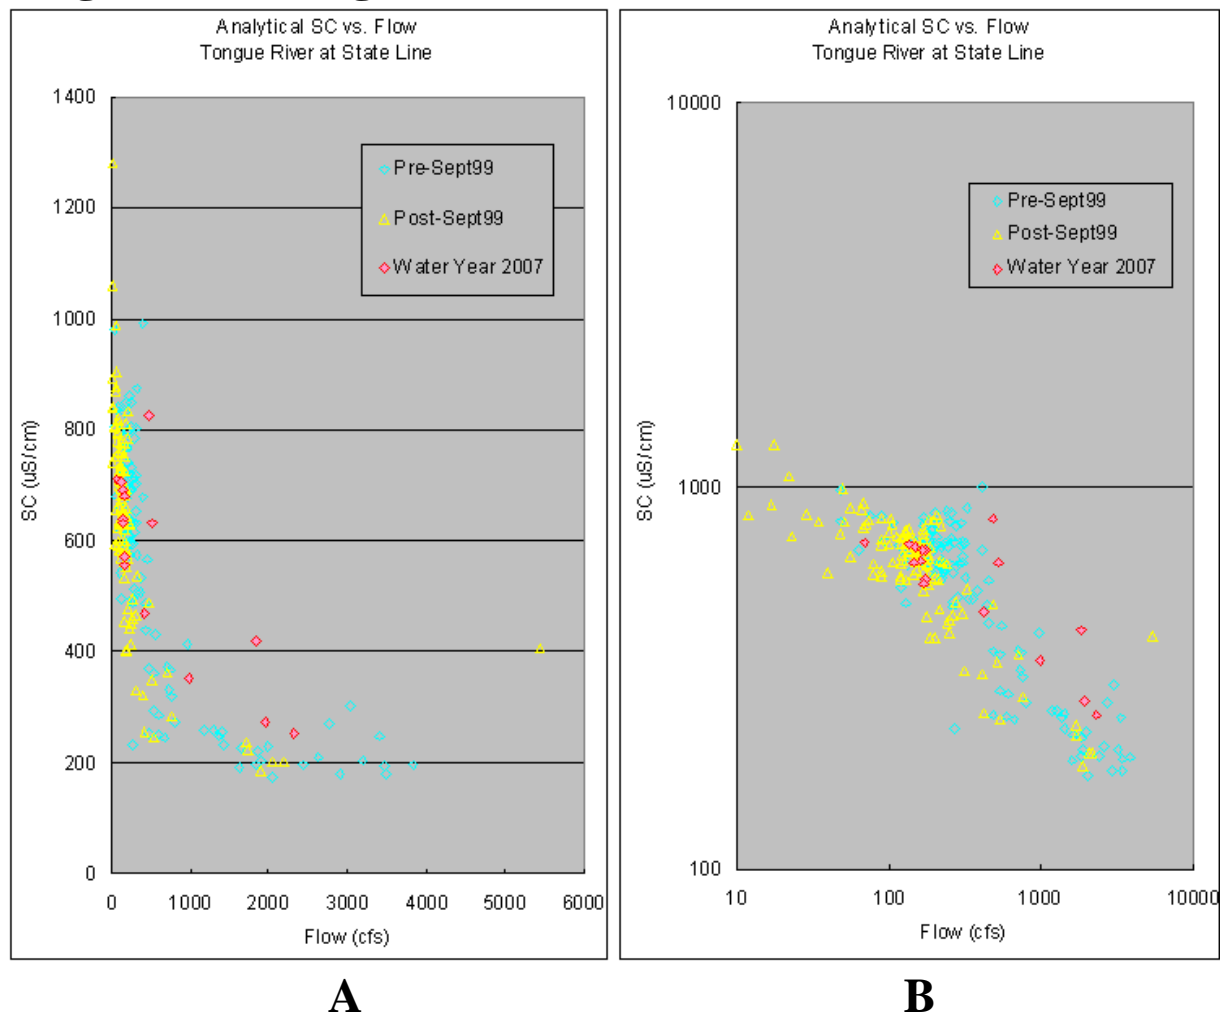 Analytical SC vs. Flow
Tongue River at State Line
1400
1200
1000
800
600
400
200
0
SC (uS/cm)
Pre-Sept99
Post-Sept99
Water Year 2007
0 1000 2000 3000 4000 5000 6000
Flow (cfs)
A
Analytical SC vs. Flow
Tongue River at State Line
10000
1000
100
SC (uS/cm)
Pre-Sept99
Post-Sept99
Water Year 2007
10 100 1000 10000
Flow (cfs)
B